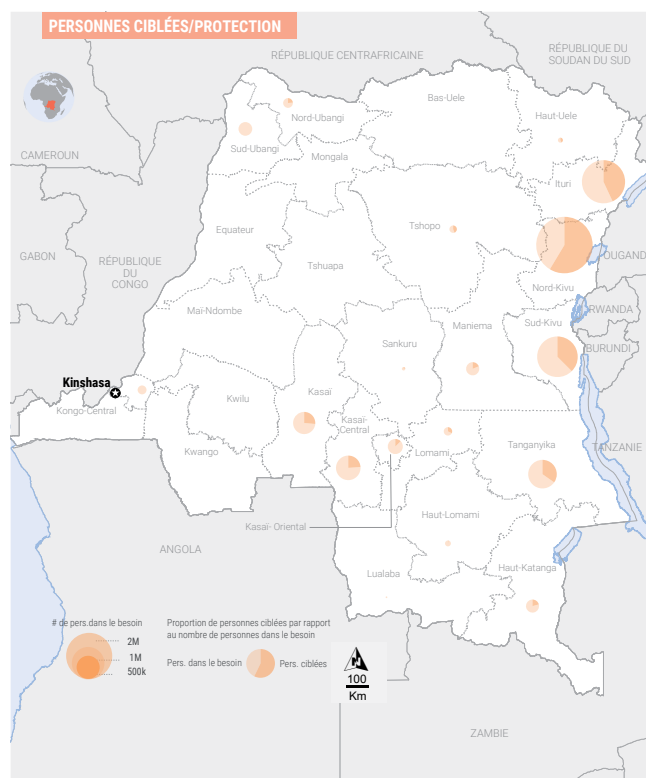 PERSONNES CIBLÉES/PROTECTION
RÉPUBLIQUE CENTRAFRICAINE
RÉPUBLIQUE DU
SOUDAN DU SUD
Bas-Uele
Nord-Ubangi
Haut-Uele
Sud-Ubangi
CAMEROUN
Mongala
Ituri
Equateur
Tshopo
GABON
RÉPUBLIQUE
DU
CONGO
OUGAND
Tshuapa
Nord-Kivu
Maï-Ndombe
RWANDA
Sud-Kivu
Maniema
Sankuru
BURUNDI
Kinshasa
Kasaï
Kwilu
Kongo-Central
Kasaï-
Central
Kwango
Lomami
Tanganyika
TANZANIE
Haut-Lomami
Kasaï- Oriental
ANGOLA
Lualaba
Haut-Katanga
# de pers.dans le besoin
2M
1M
500k
Proportion de personnes ciblées par rapport
au nombre de personnes dans le besoin
Pers. dans le besoin
Pers. ciblées
N
100
Km
ZAMBIE